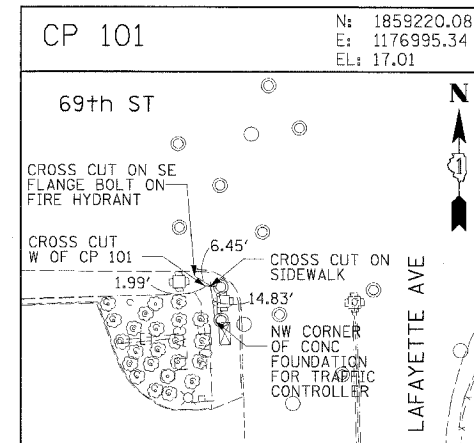 CP 101
N: 1859220.08
E: 1176995.34
EL: 17.01
69th ST
N
1
CROSS CUT ON SE
FLANGE BOLT ON
FIRE HYDRANT
6.45'
CROSS CUT
W OF CP 101
CROSS CUT ON
SIDEWALK
1.99'
14.83'
NW CORNER
OF CONC
FOUNDATION
FOR TRAFFIC
CONTROLLER
LAFAYETTE AVE